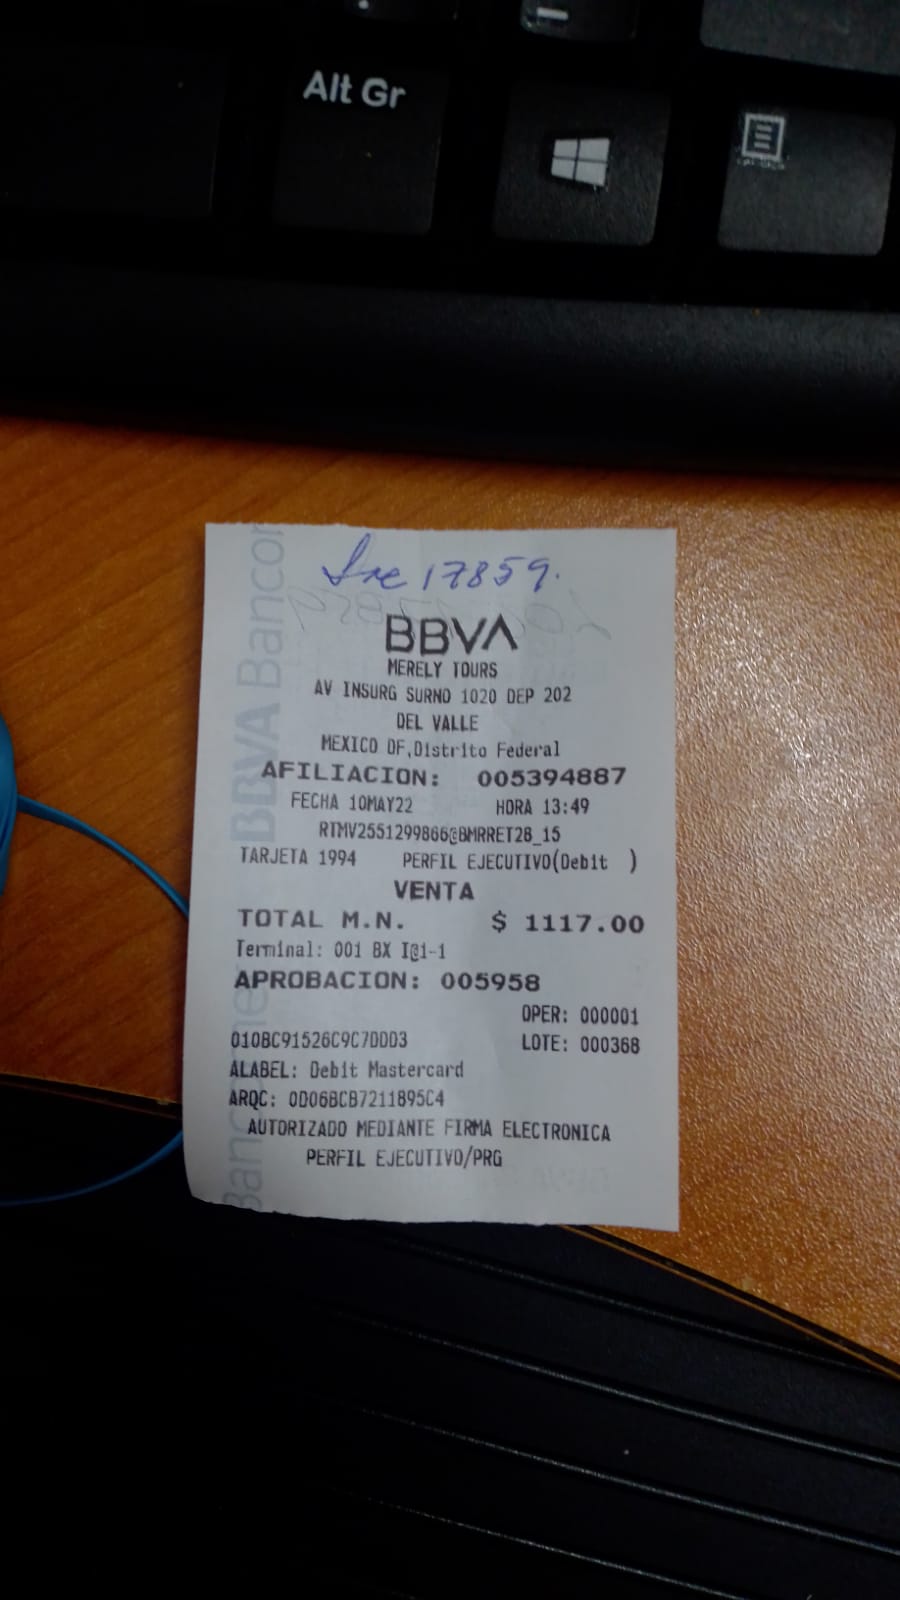 Alt Gr
17859.
BBVA
MERELY TOURS
AV INSURG SURNO 1020 DEP 202
DEL VALLE
MEXICO DF,Distrito Federal
AFILIACION: 005394887
FECHA 10MAY22 HORA 13:49
RTMV2551299866@BMRRET28_15
TARJETA 1994 PERFIL EJECUTIVO(Debit )
VENTA
TOTAL M.N. $ 1117.00
Terminal: 001 BX I@1-1
APROBACION: 005958
OPER: 000001
010BC91526C9C7DDD3 LOTE: 000368
ALABEL: Debit Mastercard
ARQC: 0D06BCB7211895C4
AUTORIZADO MEDIANTE FIRMA ELECTRONICA
PERFIL EJECUTIVO/PRG
BBVA Bancomer